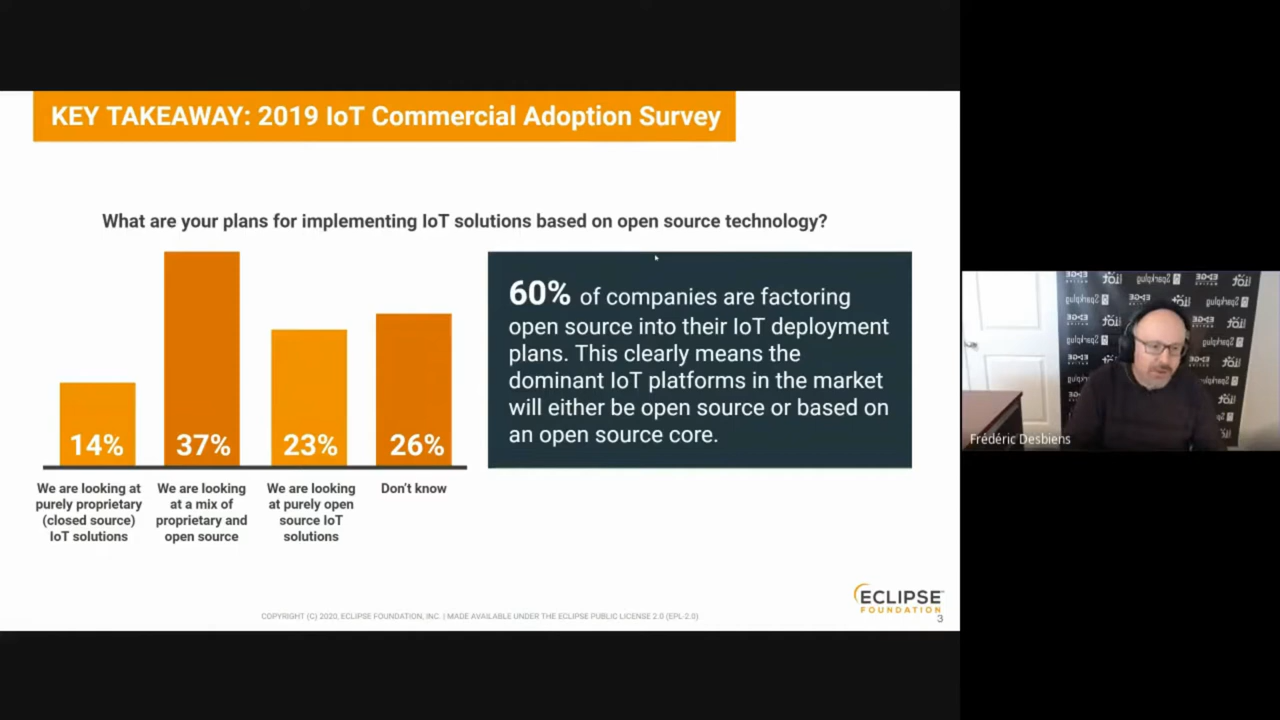 KEY TAKEAWAY: 2019 IoT Commercial Adoption Survey
What are your plans for implementing IoT solutions based on open source technology?
14%
37%
23%
26%
We are looking at
purely proprietary
(closed source)
IoT solutions
We are looking
at a mix of
proprietary and
open source
We are looking
at purely open
source IoT
solutions
Don't know
60% of companies are factoring
open source into their IoT deployment
plans. This clearly means the
dominant IoT platforms in the market
will either be open source or based on
an open source core.
COPYRIGHT (C) 2020, ECLIPSE FOUNDATION, INC. | MADE AVAILABLE UNDER THE ECLIPSE PUBLIC LICENSE 2.0 (EPL-2.0)
ECLIPSE
FOUNDATION
3
Frédéric Desbiens